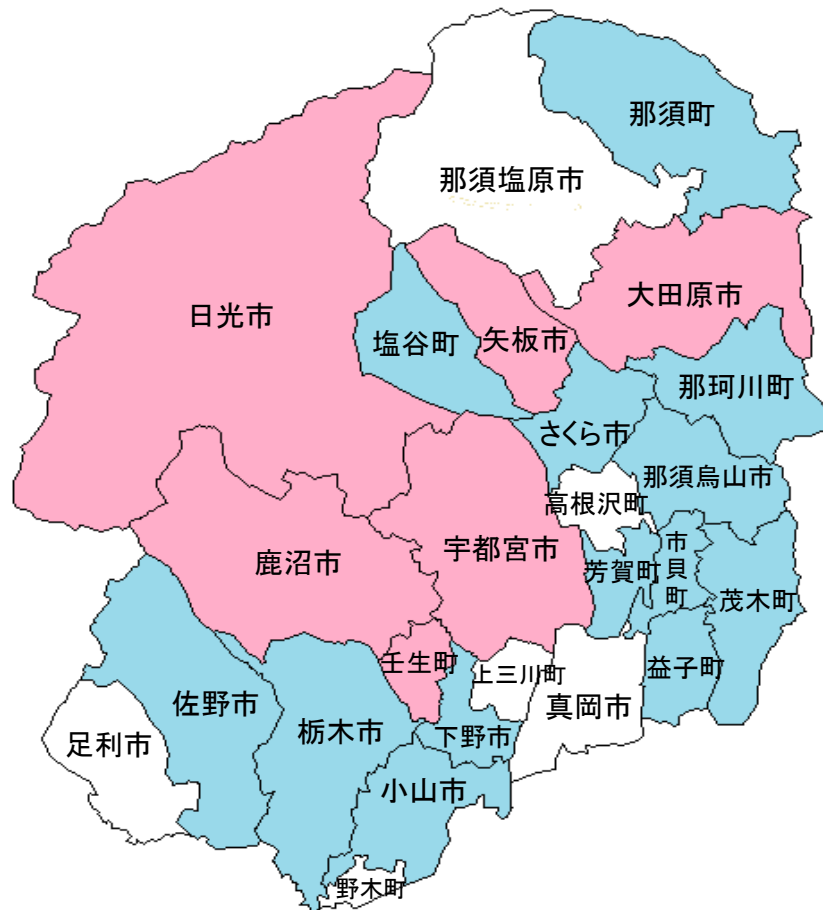 那須町
那須塩原市
大田原市
日光市
塩谷町
矢板市
那珂川町
さくら市
那須烏山市
高根沢町
宇都宮市
鹿沼市
芳賀町
市貝町
茂木町
壬生町
上三川町
益子町
佐野市
真岡市
栃木市
足利市
下野市
小山市
野木町